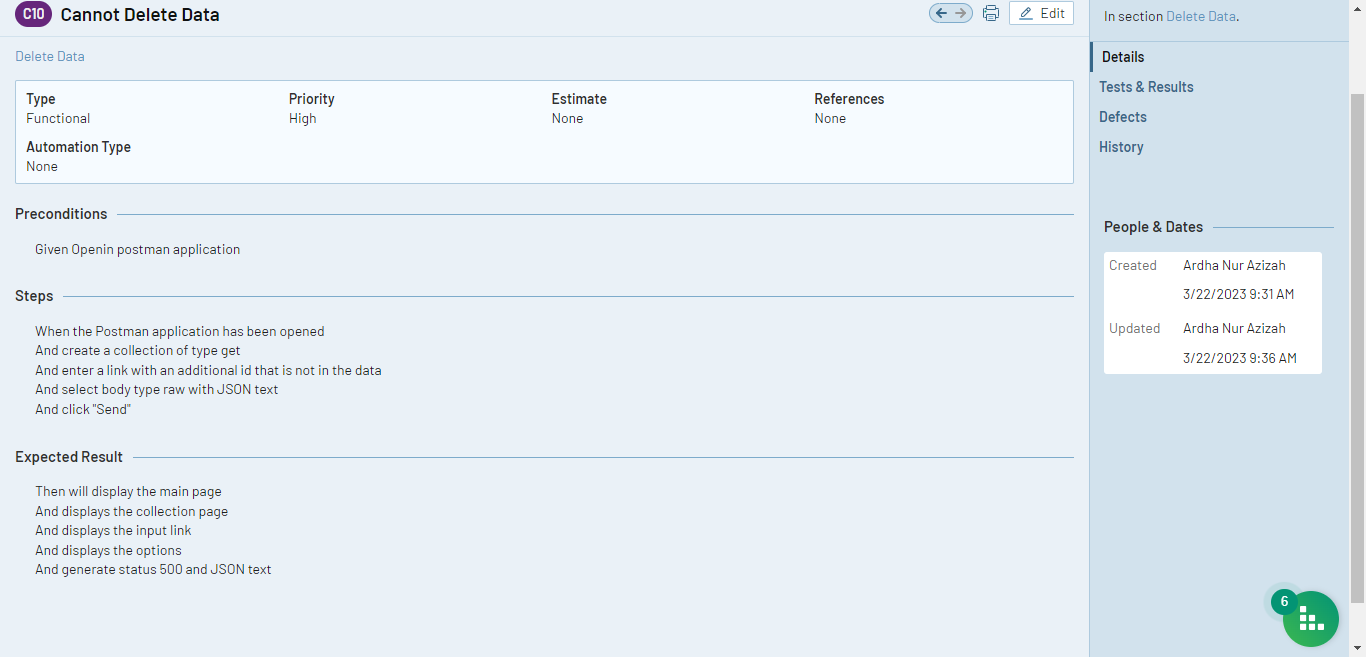 C10 Cannot Delete Data
Edit
Delete Data
Type Priority Estimate References
Functional High None None
Automation Type
None
Preconditions
Given Openin postman application
Steps
When the Postman application has been opened
And create a collection of type get
And enter a link with an additional id that is not in the data
And select body type raw with JSON text
And click "Send"
Expected Result
Then will display the main page
And displays the collection page
And displays the input link
And displays the options
And generate status 500 and JSON text
In section Delete Data.
Details
Tests & Results
Defects
History
People & Dates
Created Ardha Nur Azizah
3/22/2023 9:31 AM
Updated Ardha Nur Azizah
3/22/2023 9:36 AM
6